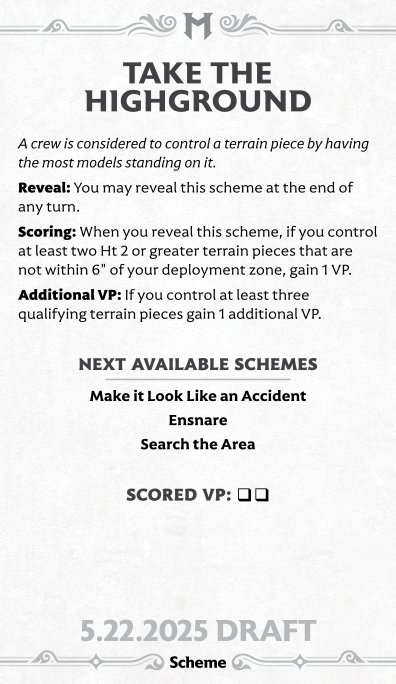 TAKE THE
HIGHGROUND
A crew is considered to control a terrain piece by having
the most models standing on it.
Reveal: You may reveal this scheme at the end of
any turn.
Scoring: When you reveal this scheme, if you control
at least two Ht 2 or greater terrain pieces that are
not within 6" of your deployment zone, gain 1 VP.
Additional VP: If you control at least three
qualifying terrain pieces gain 1 additional VP.
NEXT AVAILABLE SCHEMES
Make it Look Like an Accident
Ensnare
Search the Area
SCORED VP: ❏❏
5.22.2025 DRAFT
Scheme